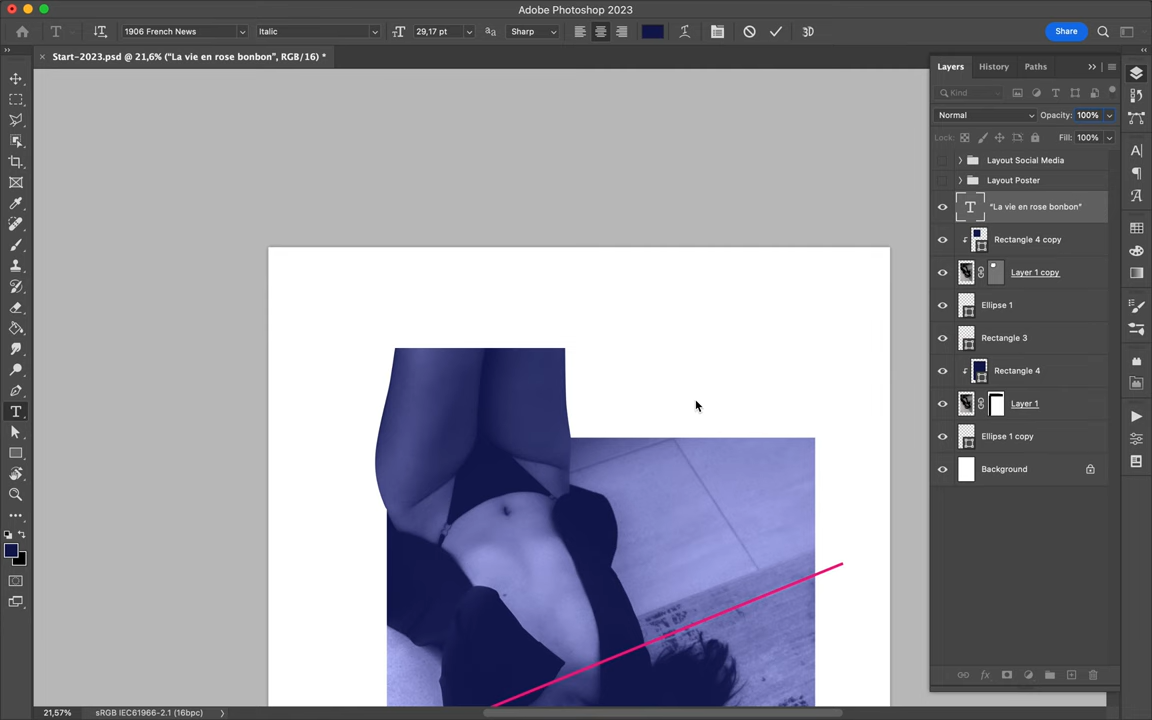 Adobe Photoshop 2023
1906 French News
Italic
29,17 pt
Sharp
3D
Share
Start-2023.psd @ 21,6% (“La vie en rose bonbon”, RGB/16) *
Layers
History
Paths
Kind
Normal
Opacity: 100%
Lock:
Fill: 100%
Layout Social Media
Layout Poster
“La vie en rose bonbon”
Rectangle 4 copy
Layer 1 copy
Ellipse 1
Rectangle 3
Rectangle 4
Layer 1
Ellipse 1 copy
Background
21,57%
sRGB IEC61966-2.1 (16bpc)